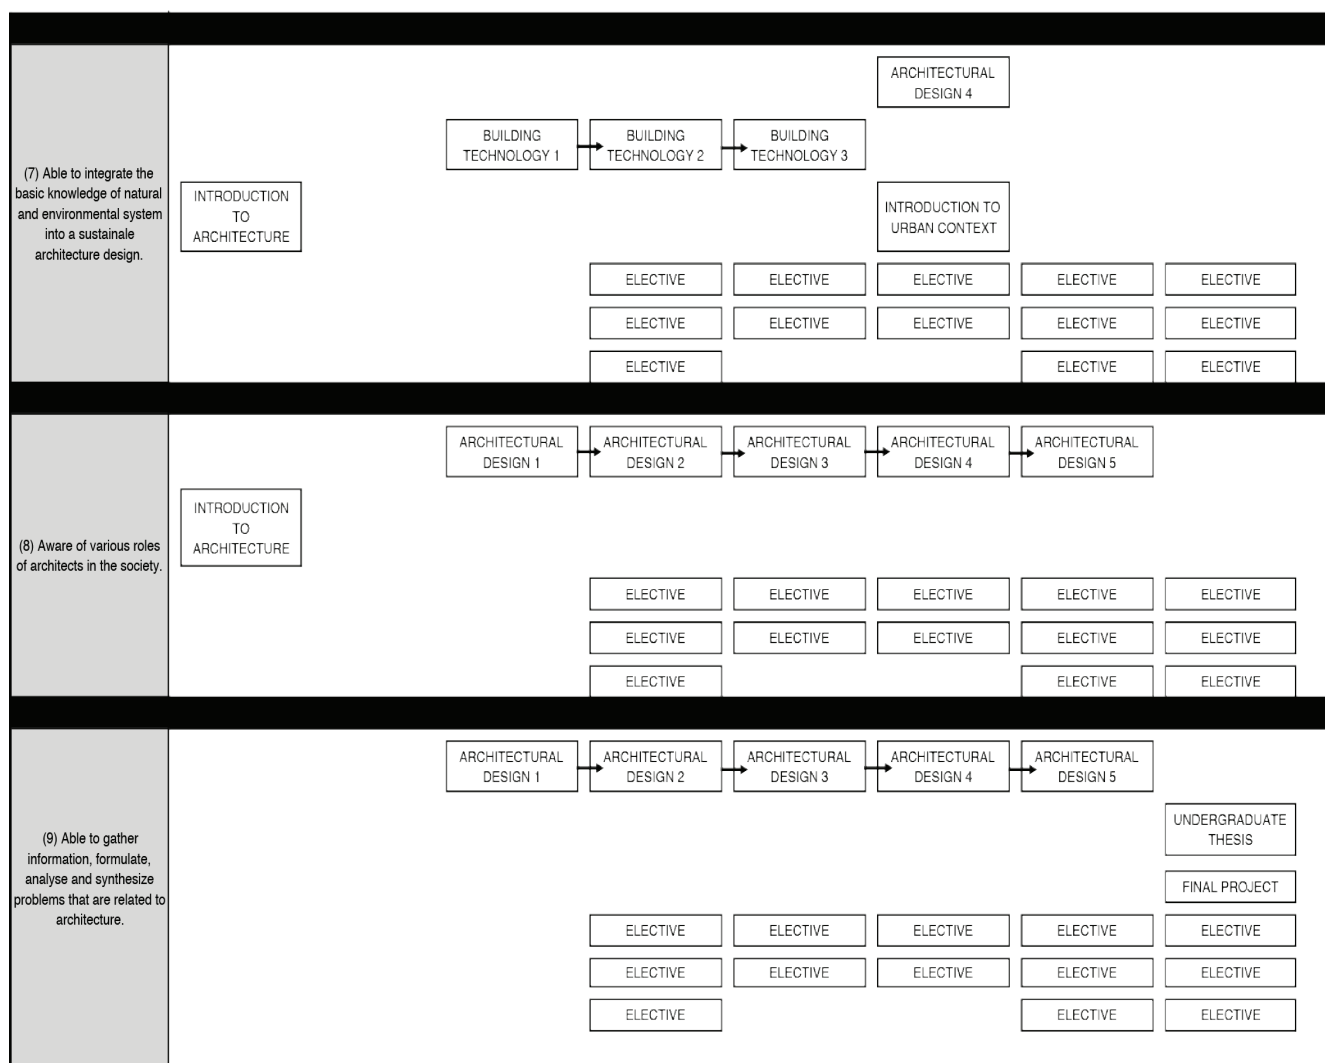 ARCHITECTURAL
DESIGN 4
BUILDING
TECHNOLOGY 1
BUILDING
TECHNOLOGY 2
BUILDING
TECHNOLOGY 3
(7) Able to integrate the
basic knowledge of natural
and environmental system
into a sustainale
architecture design.
INTRODUCTION
TO
ARCHITECTURE
INTRODUCTION TO
URBAN CONTEXT
ELECTIVE
ELECTIVE
ELECTIVE
ELECTIVE
ELECTIVE
ELECTIVE
ELECTIVE
ELECTIVE
ELECTIVE
ELECTIVE
ELECTIVE
ELECTIVE
ELECTIVE
ARCHITECTURAL
DESIGN 1
ARCHITECTURAL
DESIGN 2
ARCHITECTURAL
DESIGN 3
ARCHITECTURAL
DESIGN 4
ARCHITECTURAL
DESIGN 5
(8) Aware of various roles
of architects in the society.
INTRODUCTION
TO
ARCHITECTURE
ELECTIVE
ELECTIVE
ELECTIVE
ELECTIVE
ELECTIVE
ELECTIVE
ELECTIVE
ELECTIVE
ELECTIVE
ELECTIVE
ELECTIVE
ELECTIVE
ELECTIVE
ARCHITECTURAL
DESIGN 1
ARCHITECTURAL
DESIGN 2
ARCHITECTURAL
DESIGN 3
ARCHITECTURAL
DESIGN 4
ARCHITECTURAL
DESIGN 5
(9) Able to gather
information, formulate,
analyse and synthesize
problems that are related to
architecture.
UNDERGRADUATE
THESIS
FINAL PROJECT
ELECTIVE
ELECTIVE
ELECTIVE
ELECTIVE
ELECTIVE
ELECTIVE
ELECTIVE
ELECTIVE
ELECTIVE
ELECTIVE
ELECTIVE
ELECTIVE
ELECTIVE